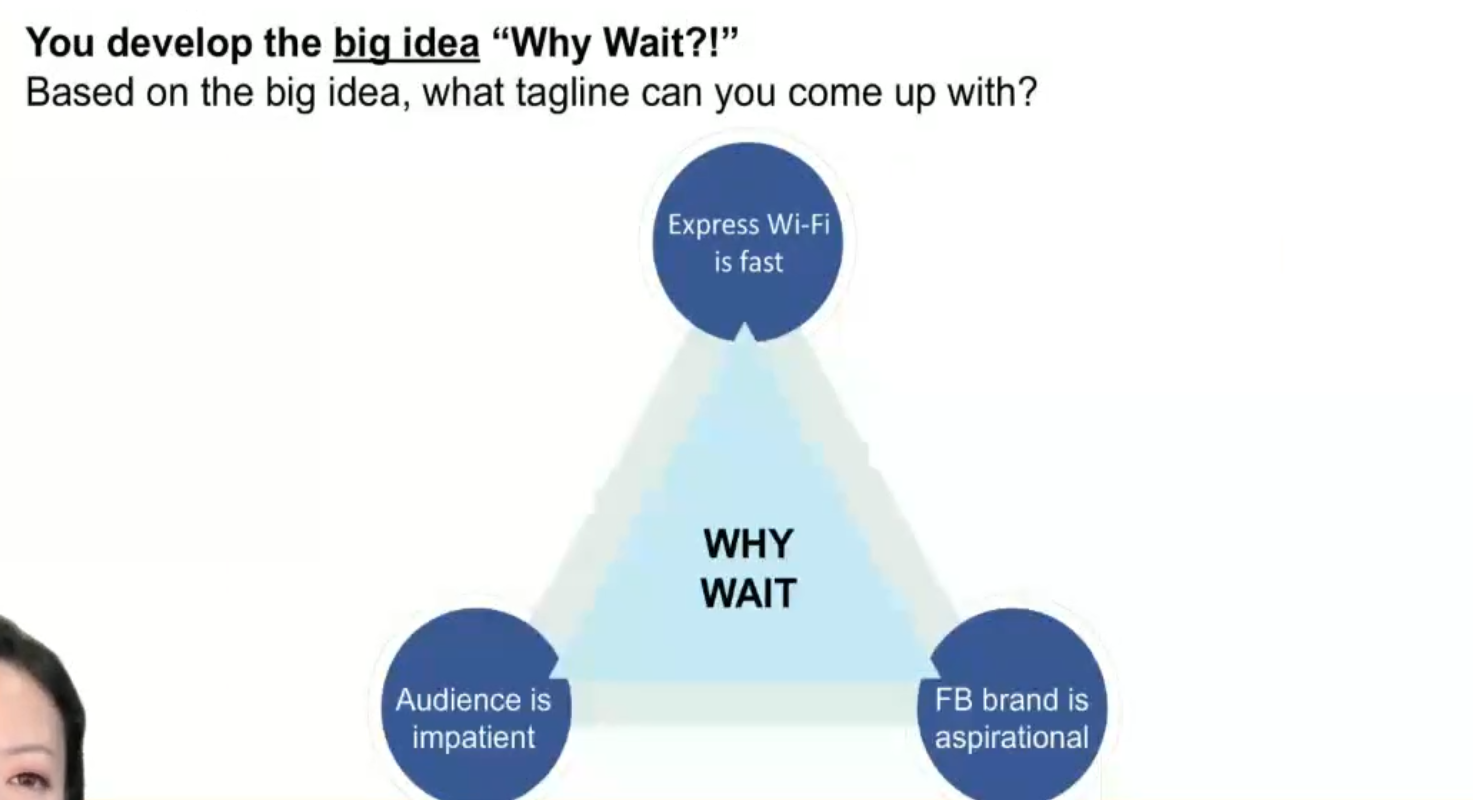 You develop the big idea “Why Wait?!”
Based on the big idea, what tagline can you come up with?
Express Wi-Fi
is fast
WHY
WAIT
Audience is
impatient
FB brand is
aspirational